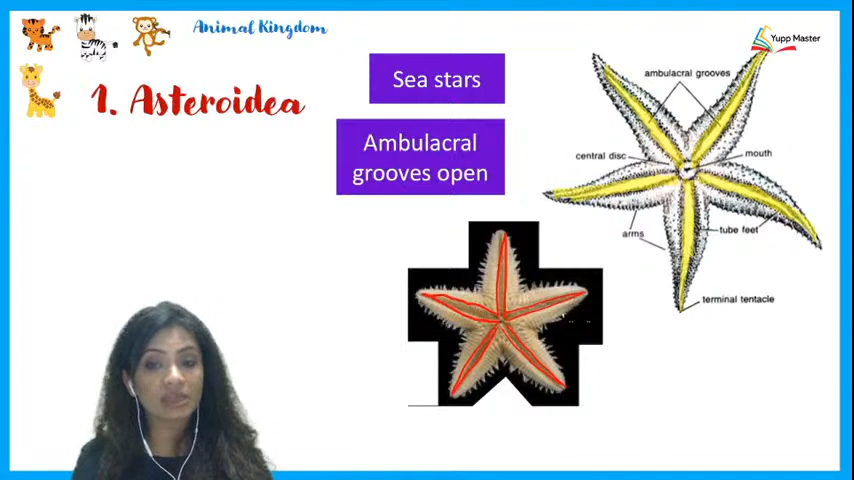 Animal Kingdom
Yupp Master
1. Asteroidea
Sea stars
Ambulacral
grooves open
ambulacral grooves
central disc
mouth
arms
tube feet
terminal tentacle